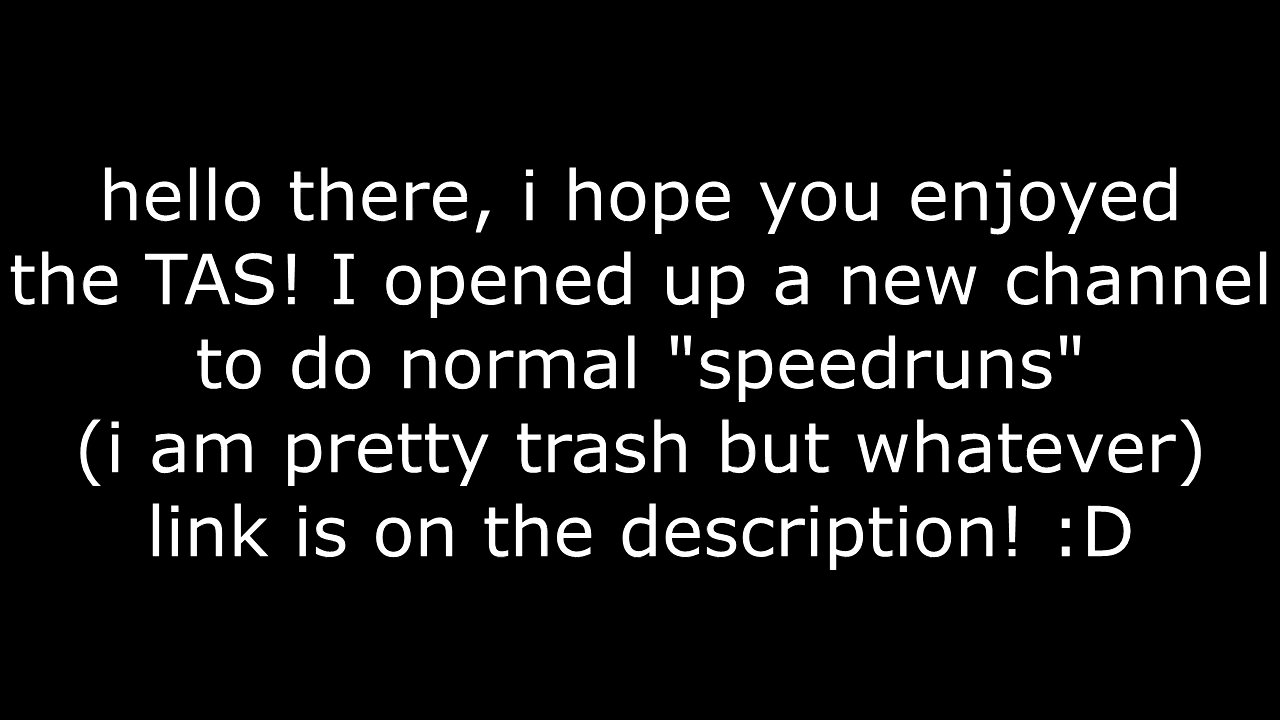 hello there, i hope you enjoyed
the TAS! I opened up a new channel
to do normal "speedruns"
(i am pretty trash but whatever)
link is on the description! :D